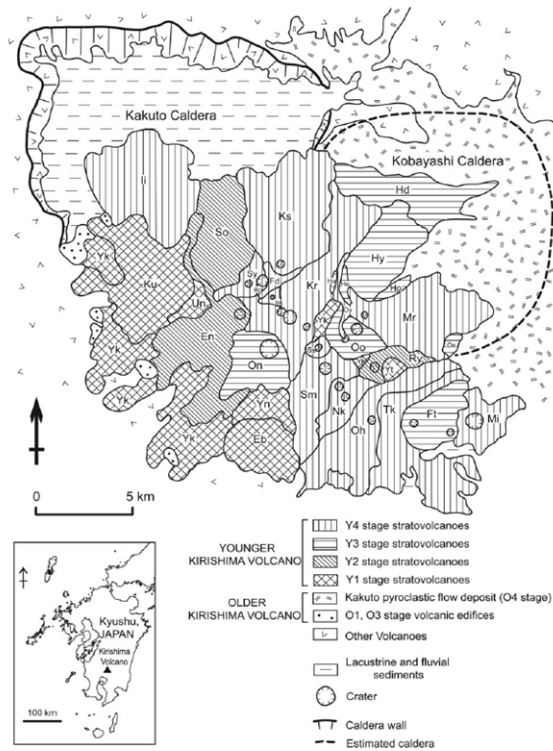 Kakuto Caldera
Kobayashi Caldera
Ii
Hd
So
Ks
Yk
Hy
Sy
Fd
Ku
Kr
Un
Mr
En
Yk
Oo
On
Ry
Yk
Yt
Sm
Nk
Tk
Ft
Mi
Yn
Oh
Yk
Eb
0 5 km
YOUNGER
KIRISHIMA VOLCANO
Y4 stage stratovolcanoes
Y3 stage stratovolcanoes
Y2 stage stratovolcanoes
Y1 stage stratovolcanoes
OLDER
KIRISHIMA VOLCANO
Kakuto pyroclastic flow deposit (O4 stage)
O1, O3 stage volcanic edifices
Other Volcanoes
Lacustrine and fluvial
sediments
Crater
Caldera wall
Estimated caldera
Kyushu,
JAPAN
Kirishima
Volcano
100 km